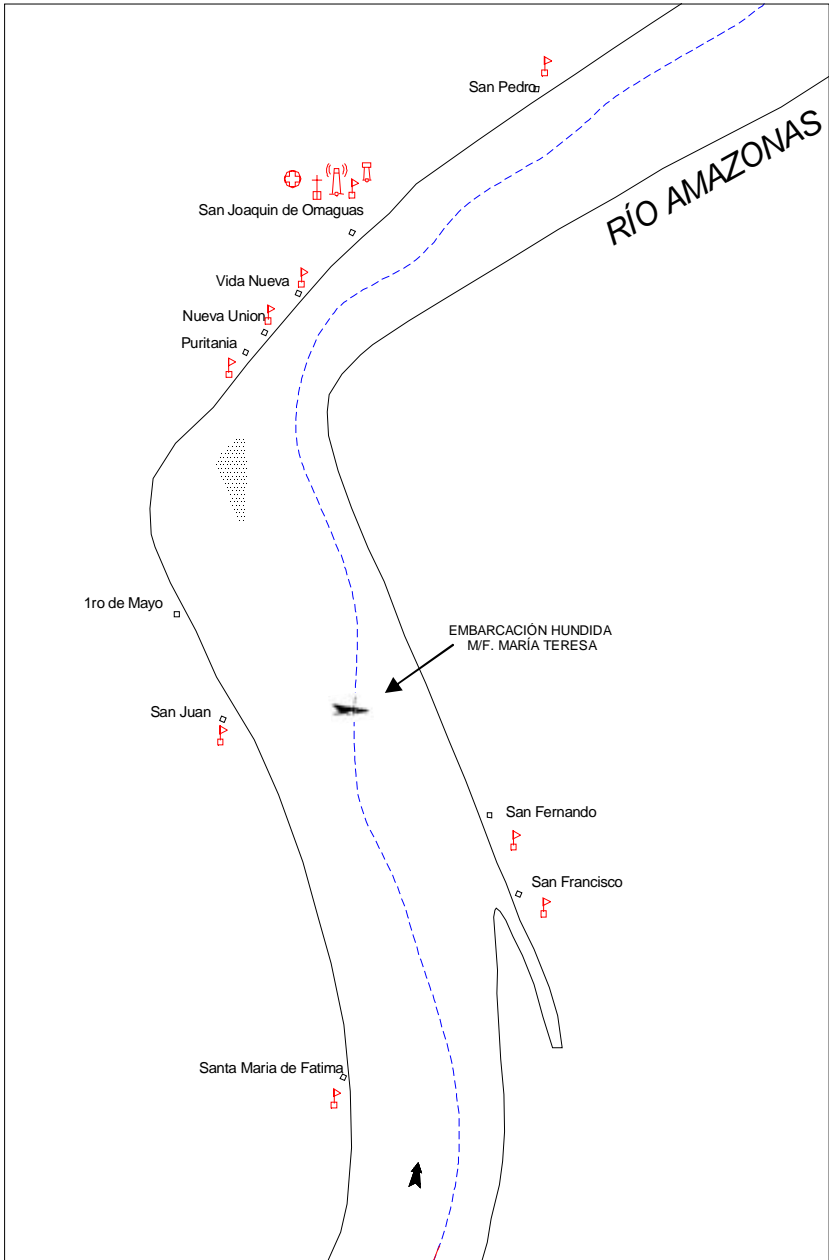 San Pedro
RÍO AMAZONAS
San Joaquin de Omaguas
Vida Nueva
Nueva Union
Puritania
1ro de Mayo
EMBARCACIÓN HUNDIDA
M/F. MARÍA TERESA
San Juan
San Fernando
San Francisco
Santa Maria de Fatima